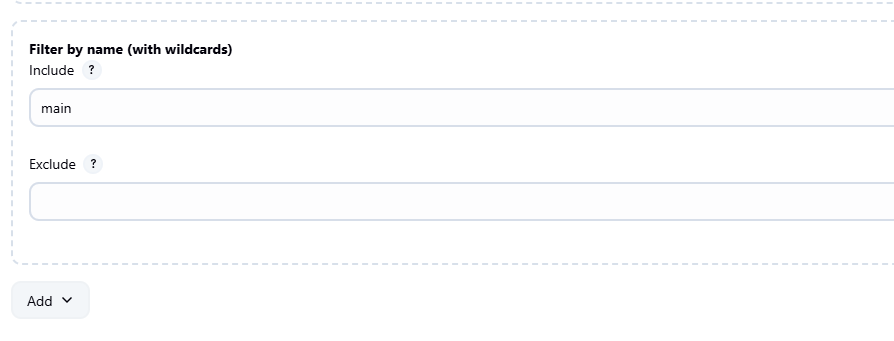 Filter by name (with wildcards)
Include ?
main
Exclude ?
Add